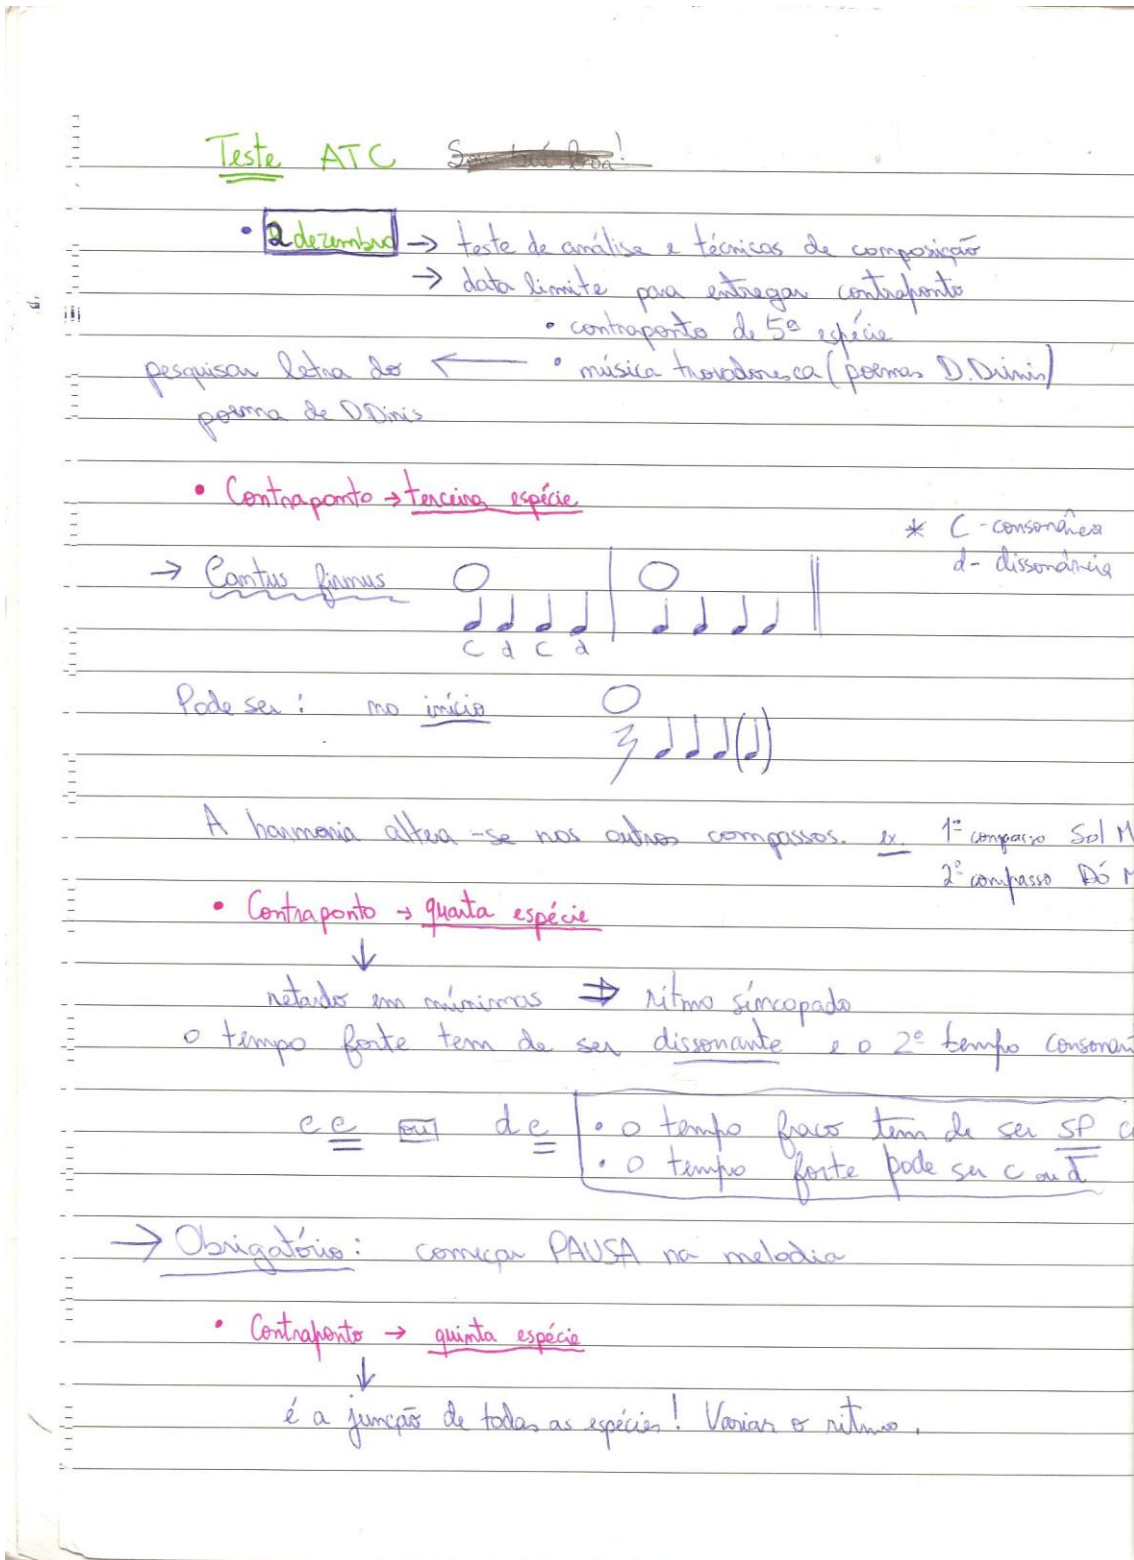 Teste ATC
• 2 dezembro → teste de análise e técnicas de composição
→ data limite para entregar contraponto
• contraponto de 5ª espécie
pesquisar letra do ← • música trovadoresca (poemas D. Dinis)
poema de D Dinis
• Contraponto → terceira espécie
* C - consonância
d - dissonância
→ Cantus firmus
C d C d
Pode ser: no início
A harmonia altera-se nos outros compassos. ex. 1º compasso Sol M
2º compasso Dó M
• Contraponto → quarta espécie
↓
retardo em mínimas ⇒ ritmo síncopado
o tempo forte tem de ser dissonante e o 2º tempo consonan
c c ou d c • o tempo fraco tem de ser SP c
• o tempo forte pode ser c ou d
→ Obrigatório: começar PAUSA na melodia
• Contraponto → quinta espécie
↓
é a junção de todas as espécies! Variar o ritmo.